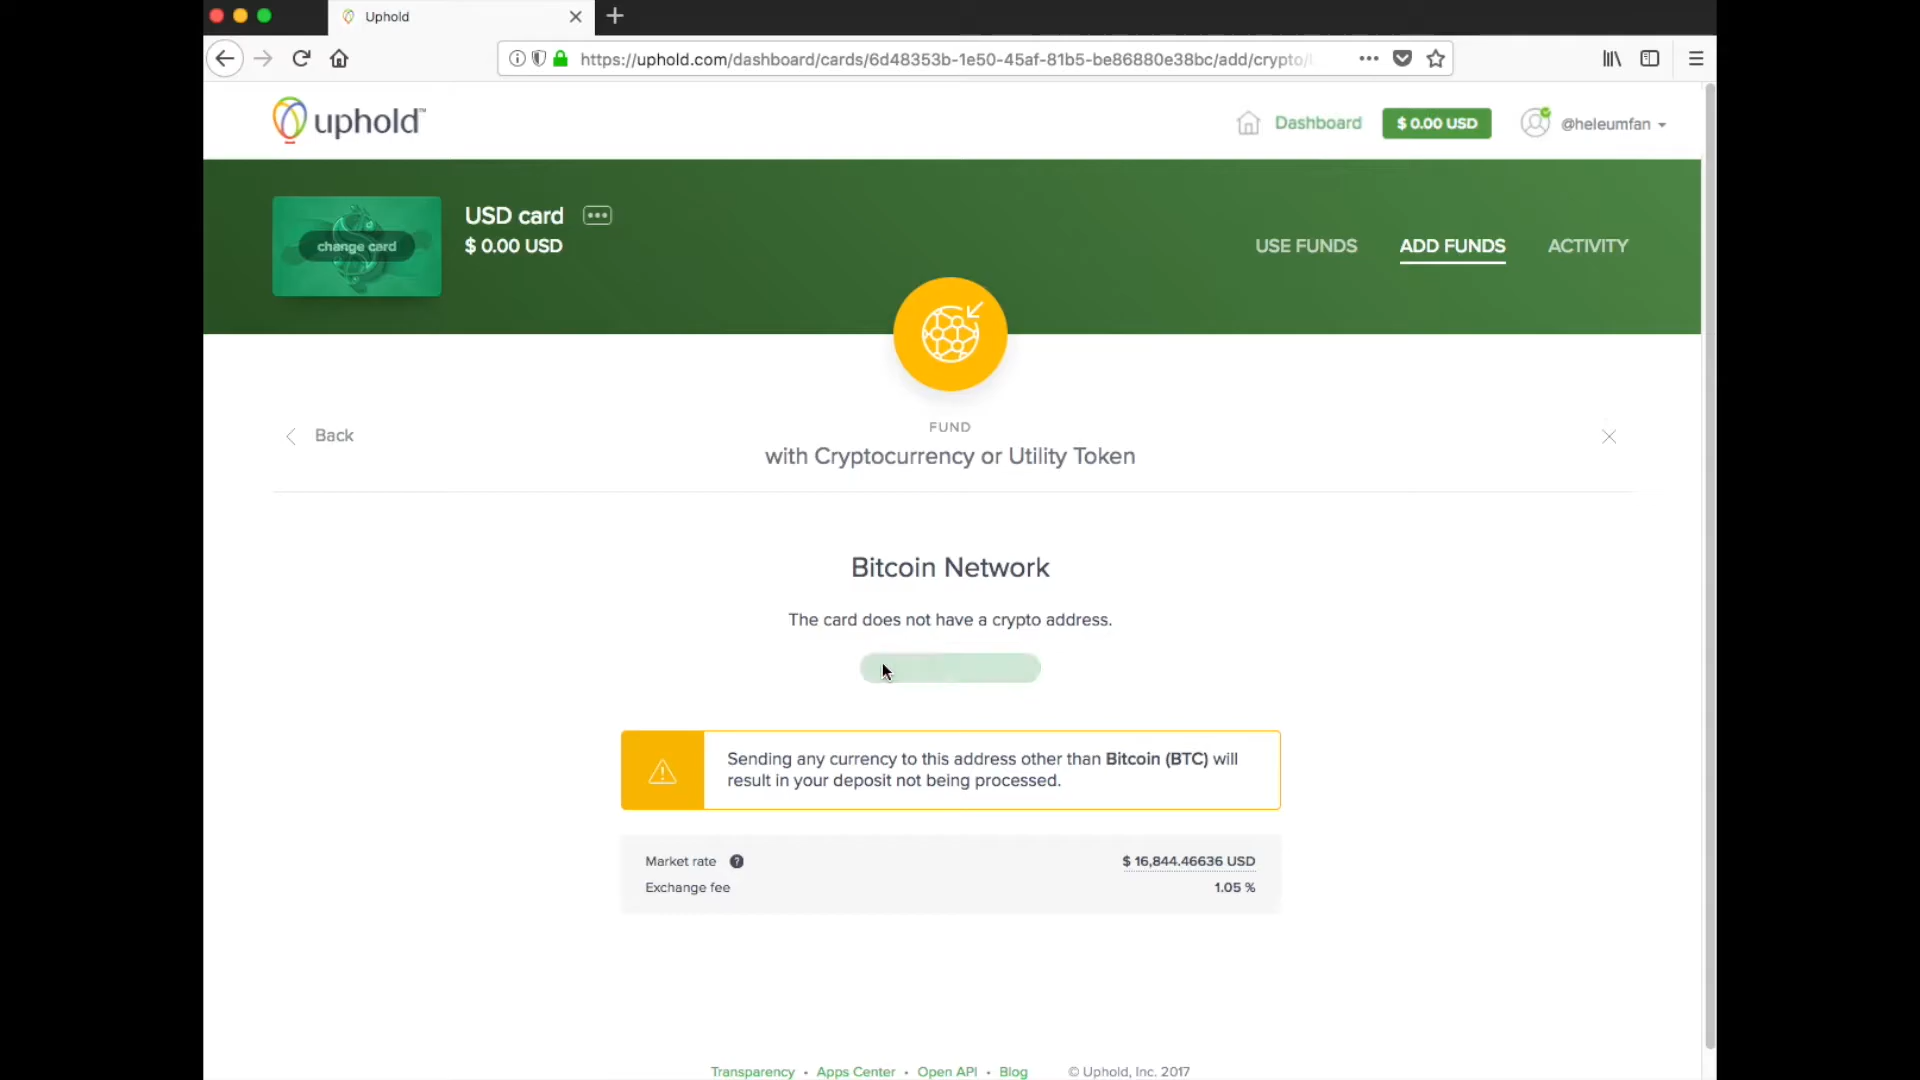 Uphold
https://uphold.com/dashboard/cards/6d48353b-1e50-45af-81b5-be86880e38bc/add/crypto/
uphold™
Dashboard
$ 0.00 USD
@heleumfan
change card
USD card
$ 0.00 USD
USE FUNDS
ADD FUNDS
ACTIVITY
Back
FUND
with Cryptocurrency or Utility Token
Bitcoin Network
The card does not have a crypto address.
Sending any currency to this address other than Bitcoin (BTC) will
result in your deposit not being processed.
Market rate ?
$ 16,844.46636 USD
Exchange fee
1.05 %
Transparency • Apps Center • Open API • Blog © Uphold, Inc. 2017